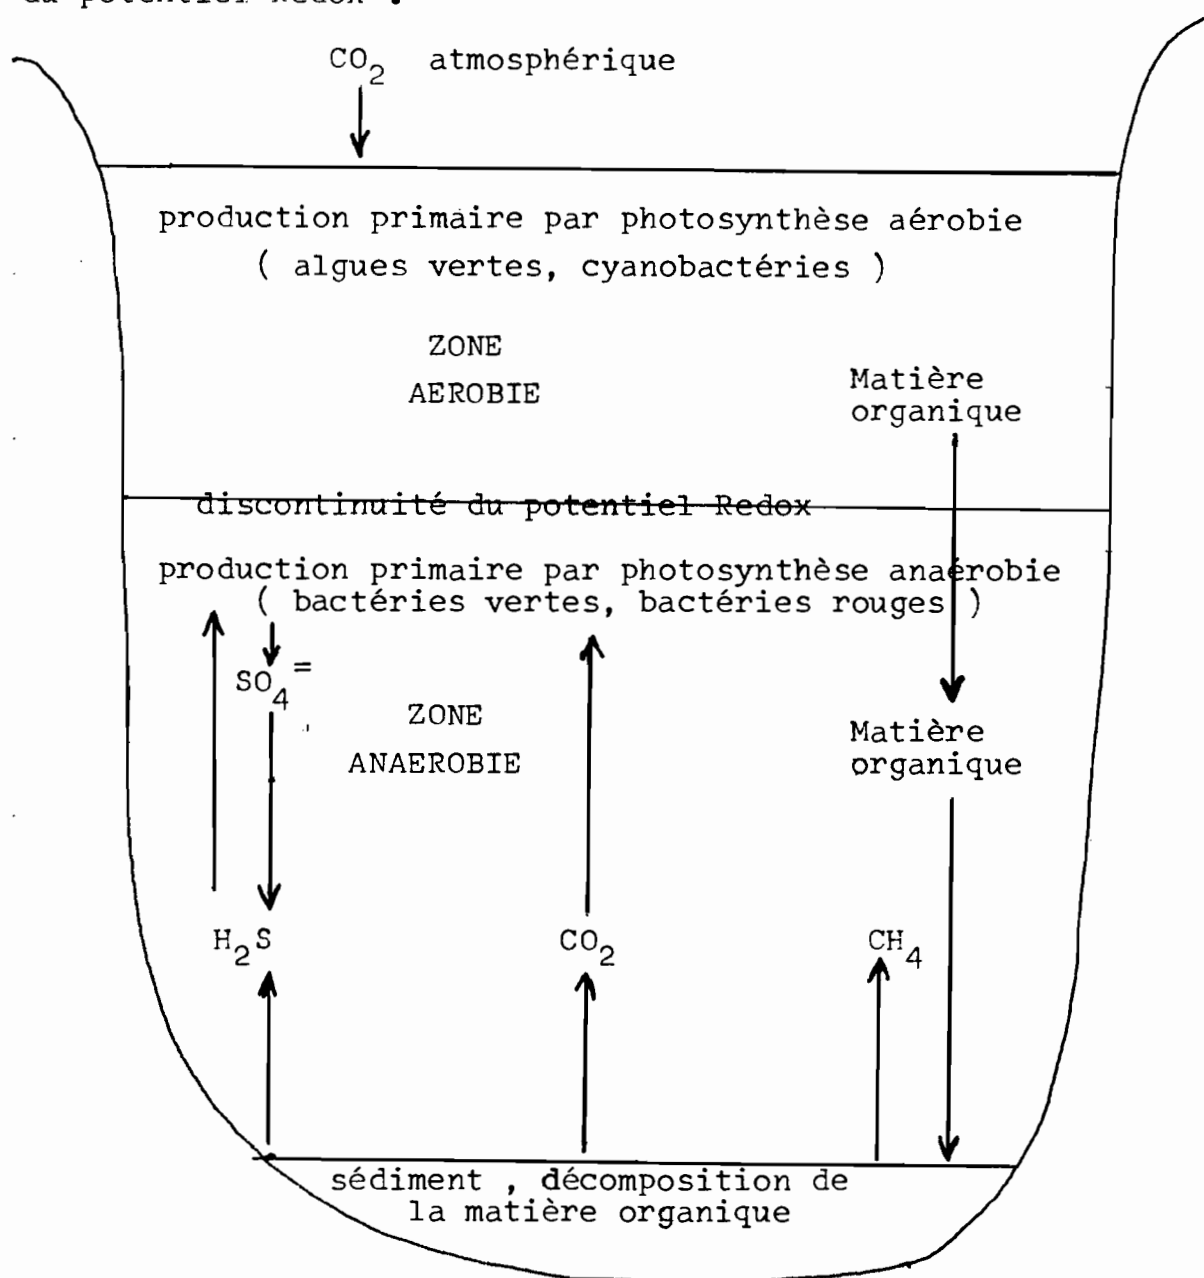 du potentiel Redox .
CO2 atmosphérique
production primaire par photosynthèse aérobie
( algues vertes, cyanobactéries )
ZONE
AEROBIE
Matière
organique
discontinuité du potentiel Redox
production primaire par photosynthèse anaérobie
( bactéries vertes, bactéries rouges )
SO4=
ZONE
ANAEROBIE
Matière
organique
H2S
CO2
CH4
sédiment , décomposition de
la matière organique